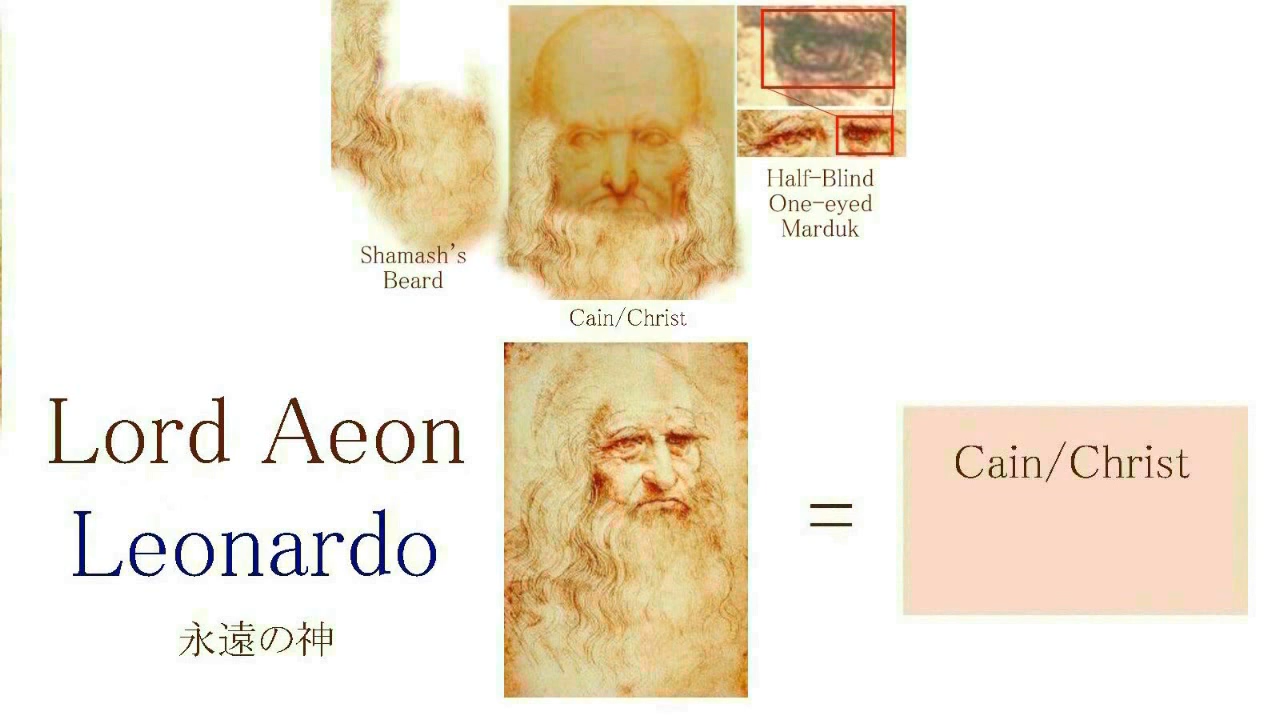 Shamash's
Beard
Half-Blind
One-eyed
Marduk
Cain/Christ
Lord Aeon
Leonardo
永遠の神
=
Cain/Christ